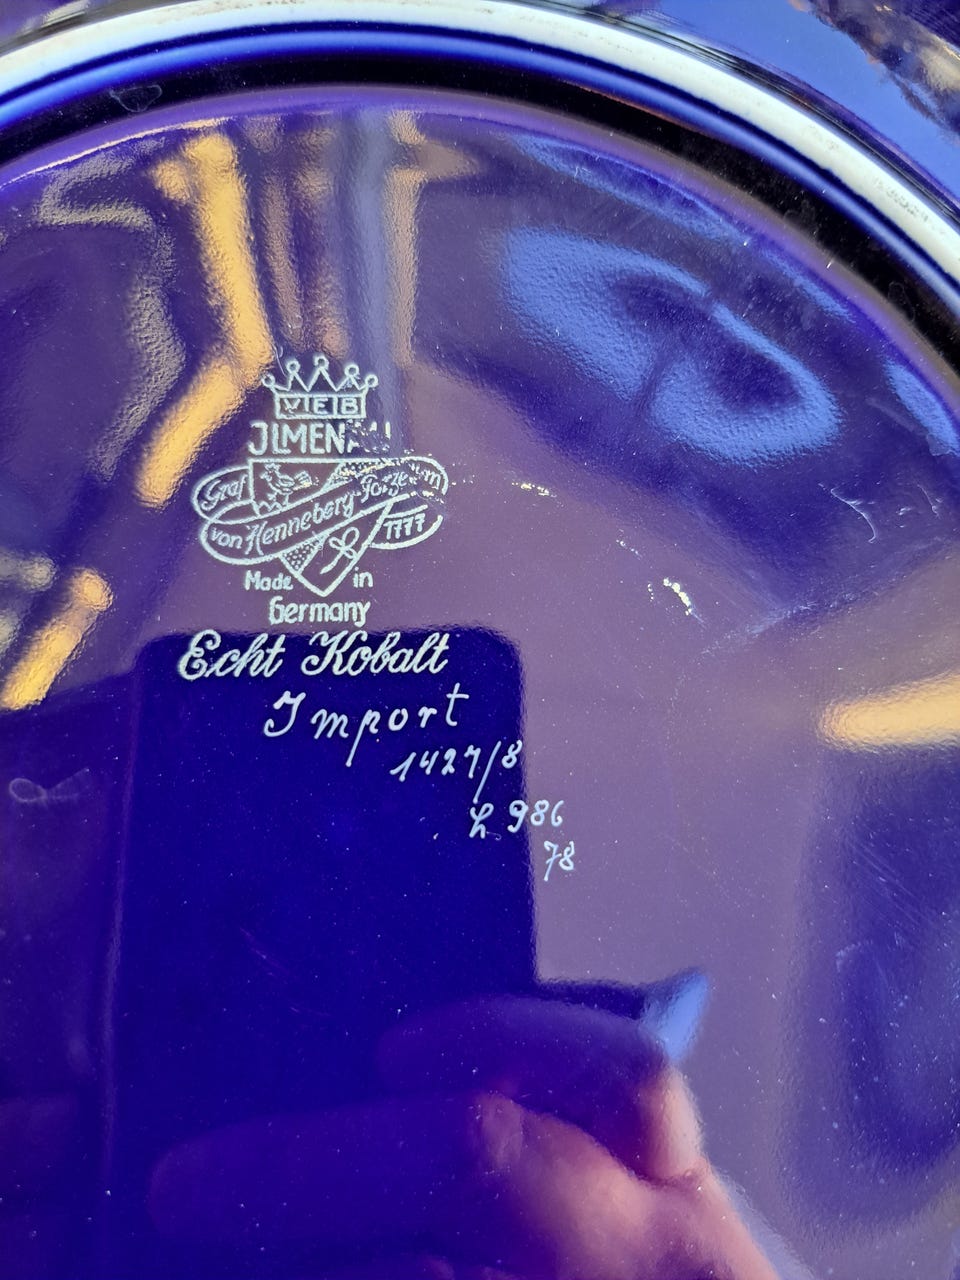 VEB
JLMENAU
Graf
von Henneberg-Porzellan
1777
Made in
Germany
Echt Kobalt
Import
1427/8
L 986
78